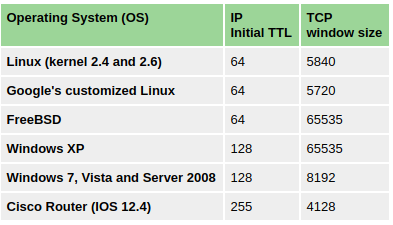 Operating System (OS) IP Initial TTL TCP window size
Linux (kernel 2.4 and 2.6) 64 5840
Google's customized Linux 64 5720
FreeBSD 64 65535
Windows XP 128 65535
Windows 7, Vista and Server 2008 128 8192
Cisco Router (IOS 12.4) 255 4128